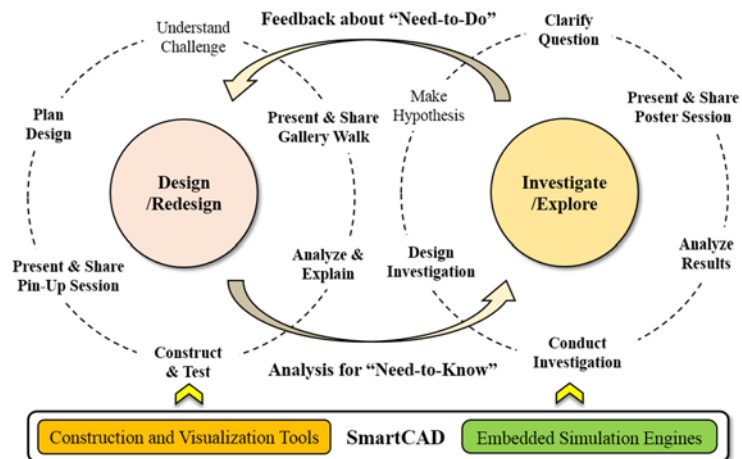 Feedback about “Need-to-Do”
Understand
Challenge
Plan
Design
Present & Share
Pin-Up Session
Construct
& Test
Analyze &
Explain
Present & Share
Gallery Walk
Design
/Redesign
Clarify
Question
Make
Hypothesis
Design
Investigation
Conduct
Investigation
Analyze
Results
Present & Share
Poster Session
Investigate
/Explore
Analysis for “Need-to-Know”
Construction and Visualization Tools
SmartCAD
Embedded Simulation Engines